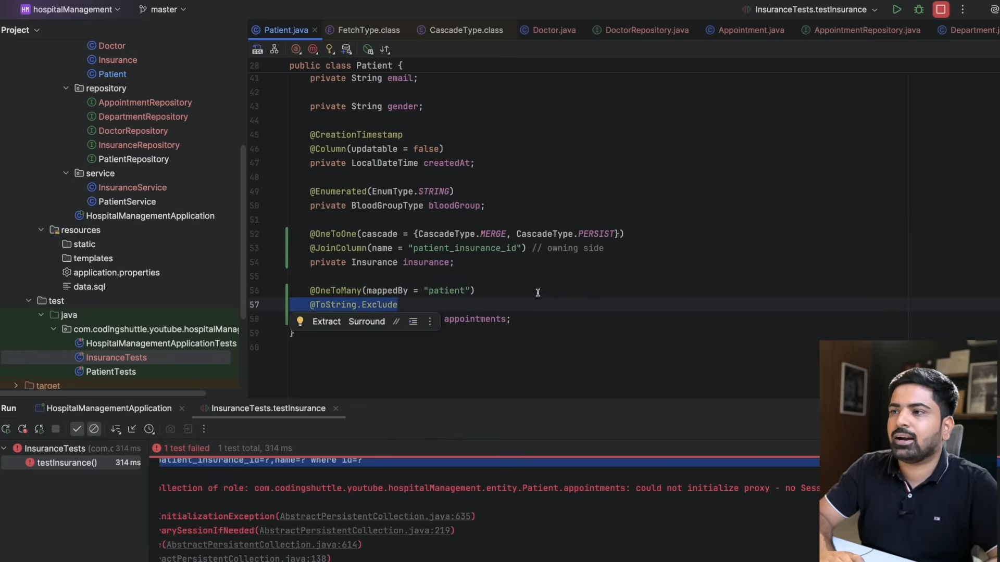 HM hospitalManagement master InsuranceTests.testInsurance
Project
Patient.java FetchType.class CascadeType.class Doctor.java DoctorRepository.java Appointment.java AppointmentRepository.java Department.j
Doctor
Insurance
Patient
repository
AppointmentRepository
DepartmentRepository
DoctorRepository
InsuranceRepository
PatientRepository
service
InsuranceService
PatientService
HospitalManagementApplication
resources
static
templates
application.properties
data.sql
test
java
com.codingshuttle.youtube.hospitalManag
HospitalManagementApplicationTests
InsuranceTests
PatientTests
target
28 public class Patient {
41 private String email;
42
43 private String gender;
44
45 @CreationTimestamp
46 @Column(updatable = false)
47 private LocalDateTime createdAt;
48
49 @Enumerated(EnumType.STRING)
50 private BloodGroupType bloodGroup;
51
52 @OneToOne(cascade = {CascadeType.MERGE, CascadeType.PERSIST})
53 @JoinColumn(name = "patient_insurance_id") // owning side
54 private Insurance insurance;
55
56 @OneToMany(mappedBy = "patient")
57 @ToString.Exclude
58 appointments;
Extract Surround //
59 }
60
Run HospitalManagementApplication InsuranceTests.testInsurance
InsuranceTests (com.c 314 ms
testInsurance() 314 ms
1 test failed 1 test total, 314 ms
patient_insurance_id=?,name=? where id=?
ollection of role: com.codingshuttle.youtube.hospitalManagement.entity.Patient.appointments: could not initialize proxy - no Sess
nitializationException(AbstractPersistentCollection.java:635)
arySessionIfNeeded(AbstractPersistentCollection.java:219)
(AbstractPersistentCollection.java:614)
actPersistentCollection.java:138)